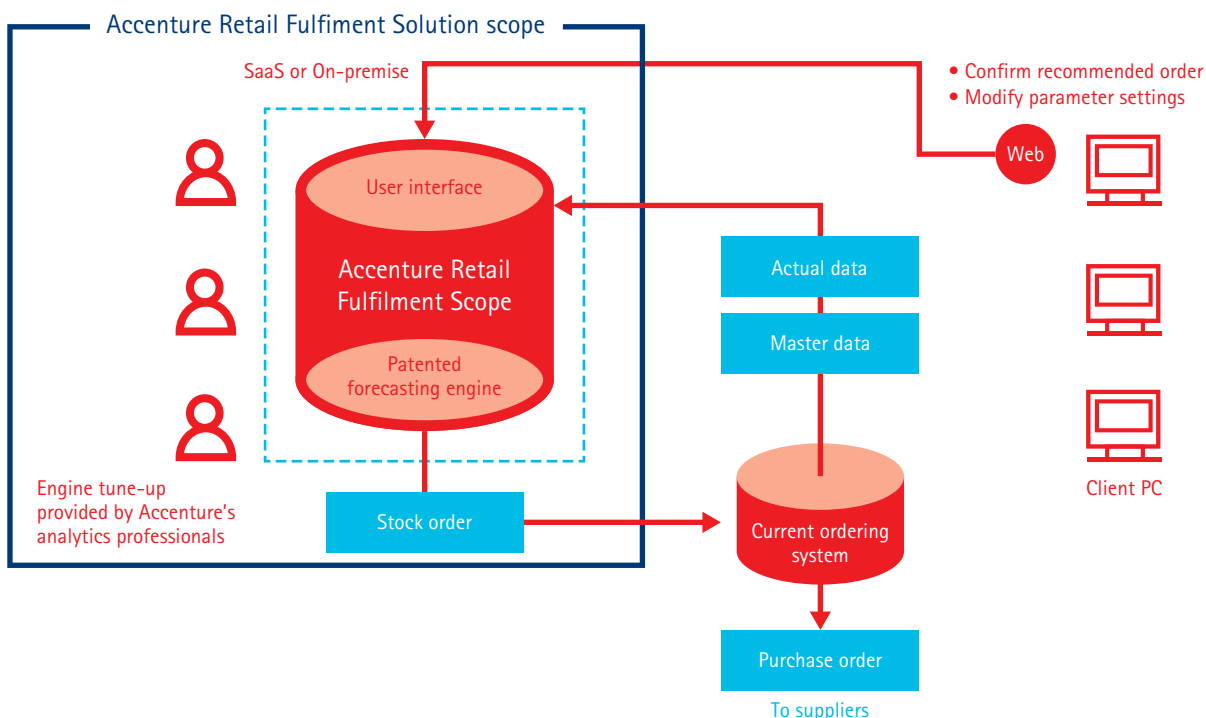 Accenture Retail Fulfiment Solution scope
SaaS or On-premise
• Confirm recommended order
• Modify parameter settings
Web
User interface
Accenture Retail
Fulfilment Scope
Patented
forecasting engine
Actual data
Master data
Engine tune-up
provided by Accenture's
analytics professionals
Stock order
Current ordering
system
Client PC
Purchase order
To suppliers